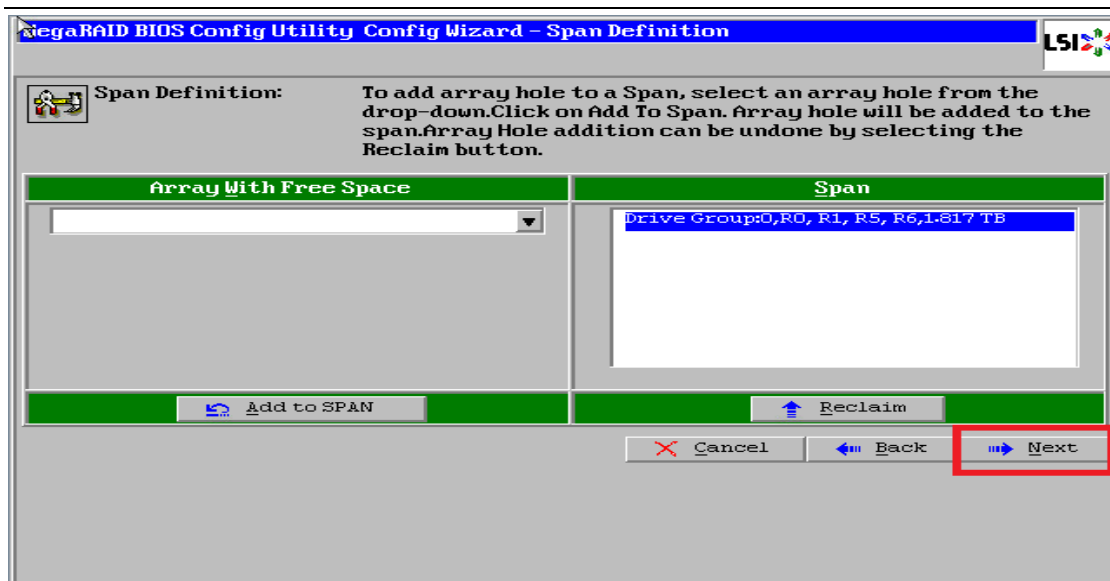 MegaRAID BIOS Config Utility Config Wizard - Span Definition
LSI
Span Definition:
To add array hole to a Span, select an array hole from the
drop-down.Click on Add To Span. Array hole will be added to the
span.Array Hole addition can be undone by selecting the
Reclaim button.
Array With Free Space
Span
Drive Group:0,R0, R1, R5, R6,1.817 TB
Add to SPAN
Reclaim
Cancel
Back
Next